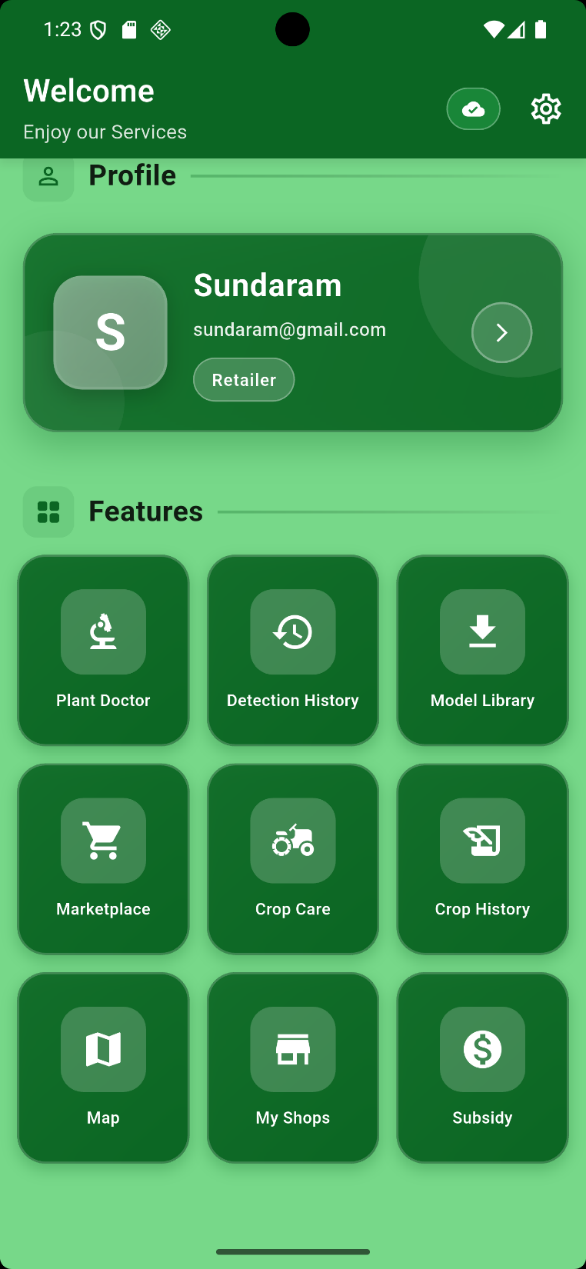 1:23
Welcome
Enjoy our Services
Profile
S
Sundaram
sundaram@gmail.com
Retailer
Features
Plant Doctor
Detection History
Model Library
Marketplace
Crop Care
Crop History
Map
My Shops
Subsidy